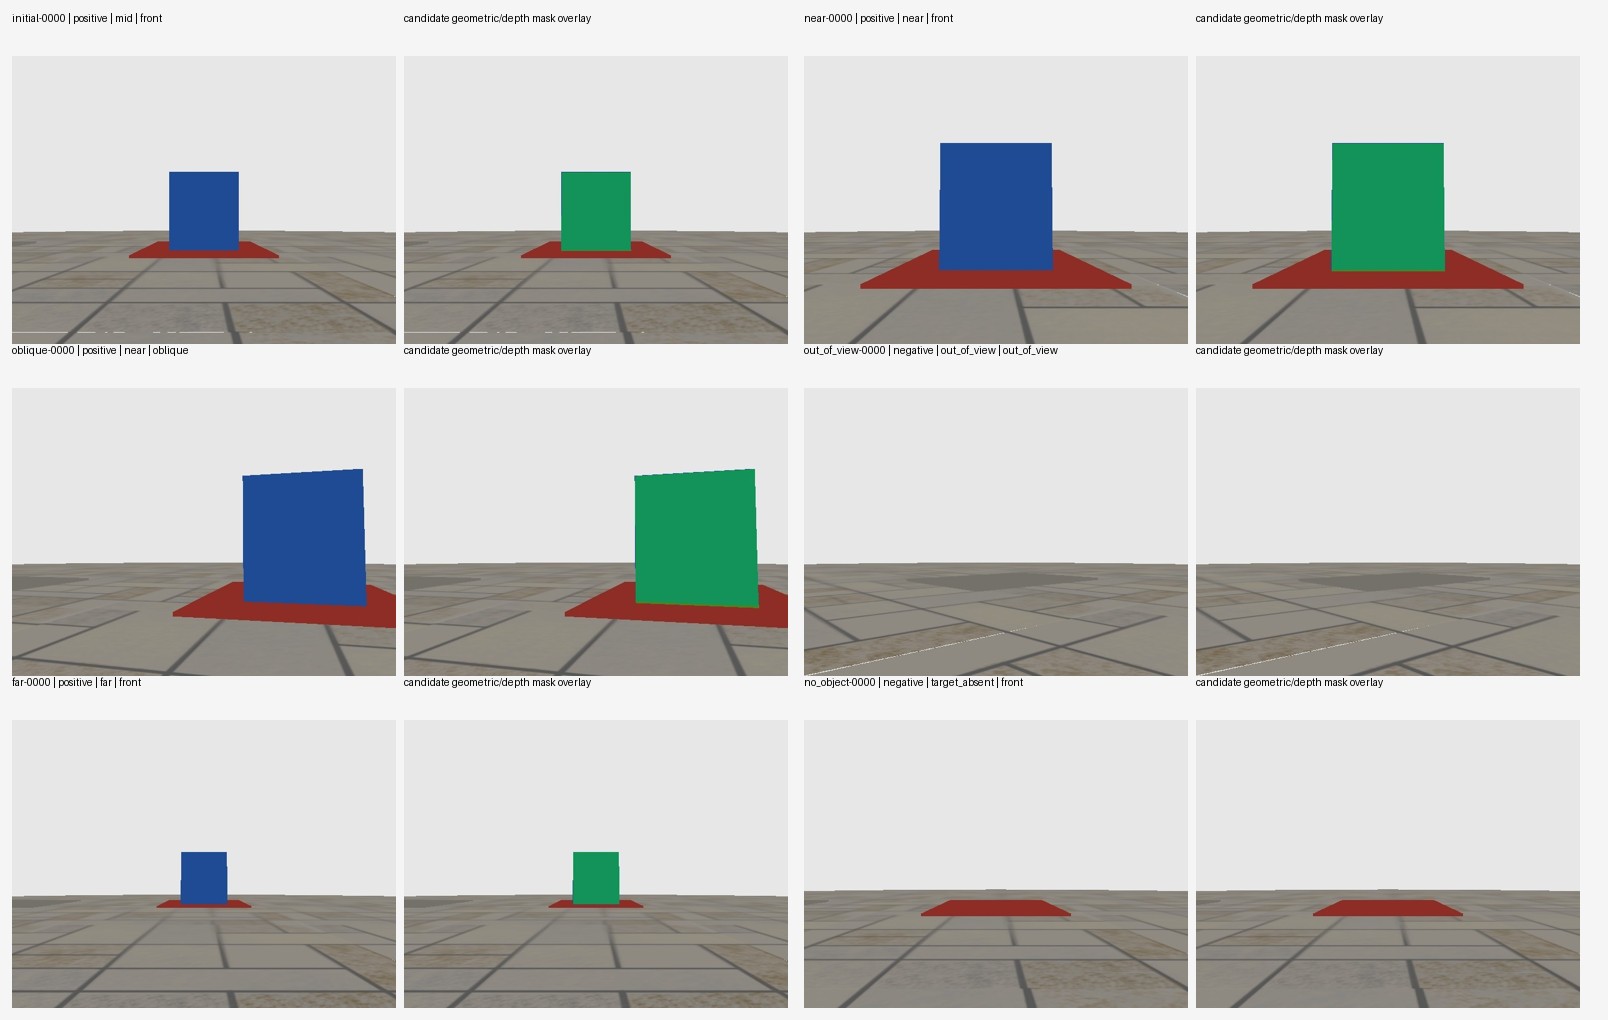 initial-0000 | positive | mid | front
candidate geometric/depth mask overlay
near-0000 | positive | near | front
candidate geometric/depth mask overlay
oblique-0000 | positive | near | oblique
candidate geometric/depth mask overlay
out_of_view-0000 | negative | out_of_view | out_of_view
candidate geometric/depth mask overlay
far-0000 | positive | far | front
candidate geometric/depth mask overlay
no_object-0000 | negative | target_absent | front
candidate geometric/depth mask overlay